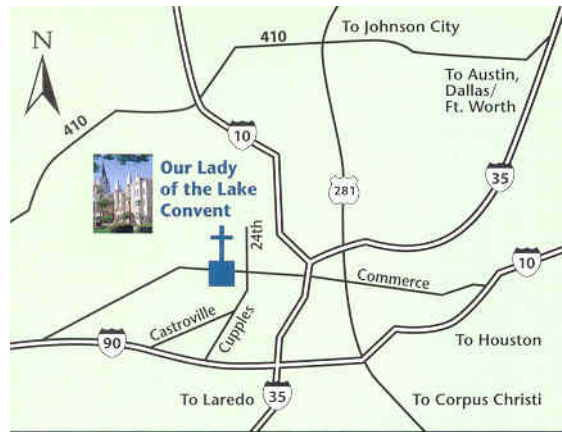 N
To Johnson City
410
To Austin,
Dallas/
Ft. Worth
410
10
Our Lady
of the Lake
Convent
35
281
24th
10
Commerce
Castroville
Cupples
90
To Houston
To Laredo
35
To Corpus Christi